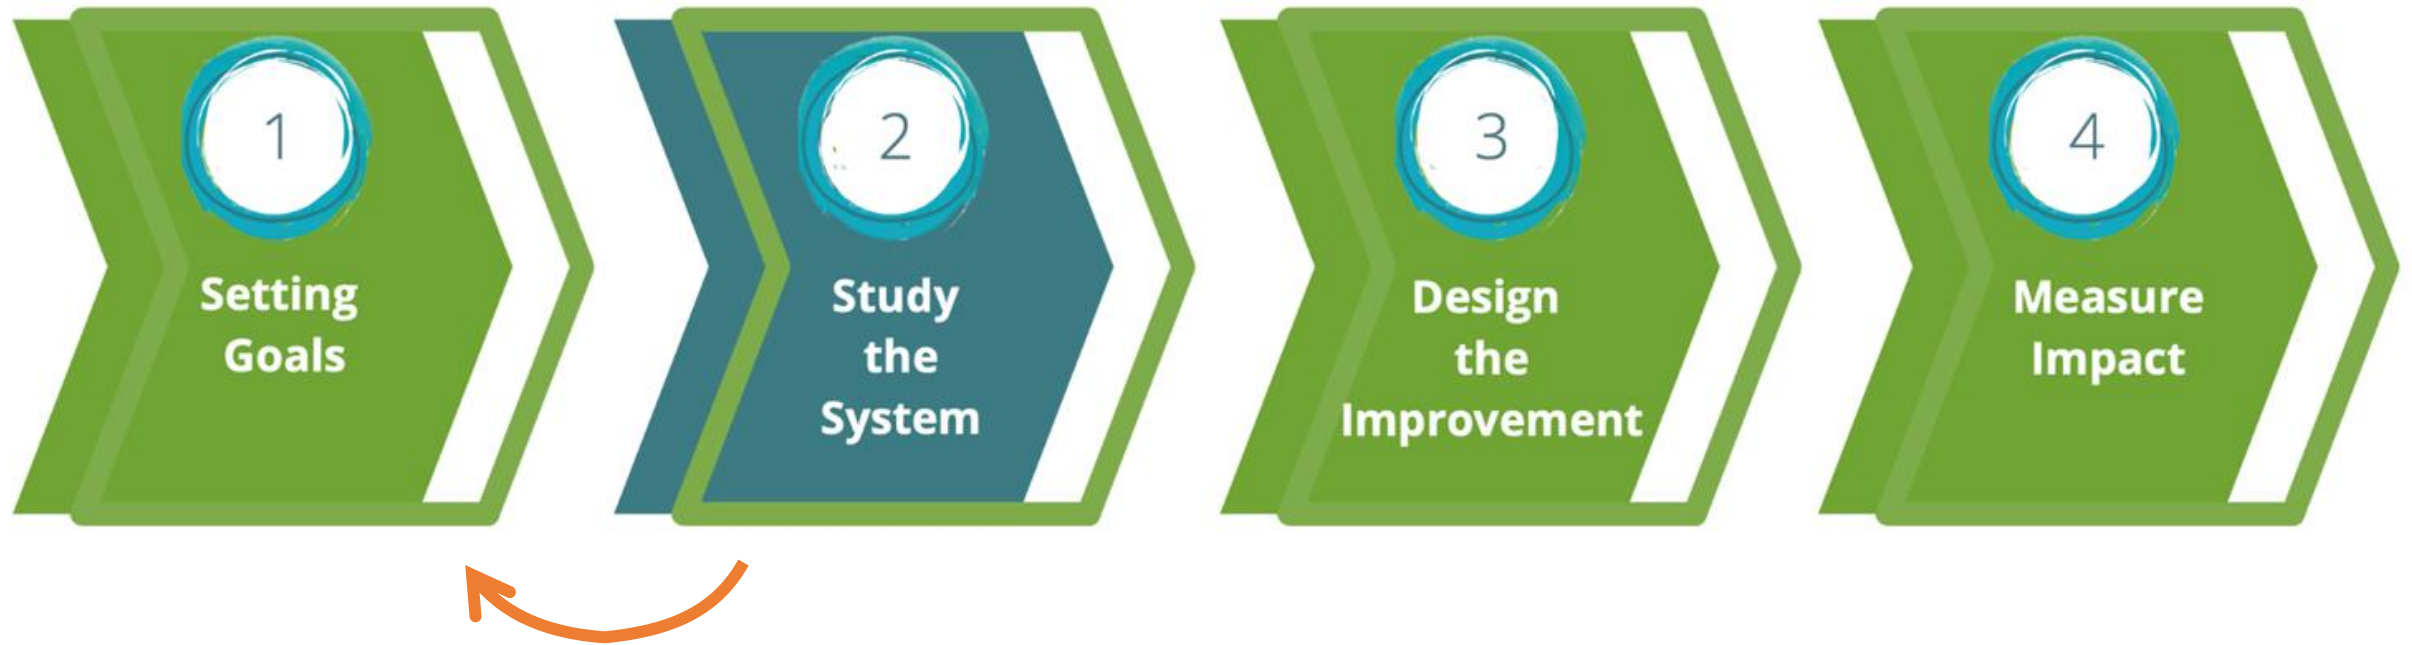 1
Setting
Goals
2
Study
the
System
3
Design
the
Improvement
4
Measure
Impact